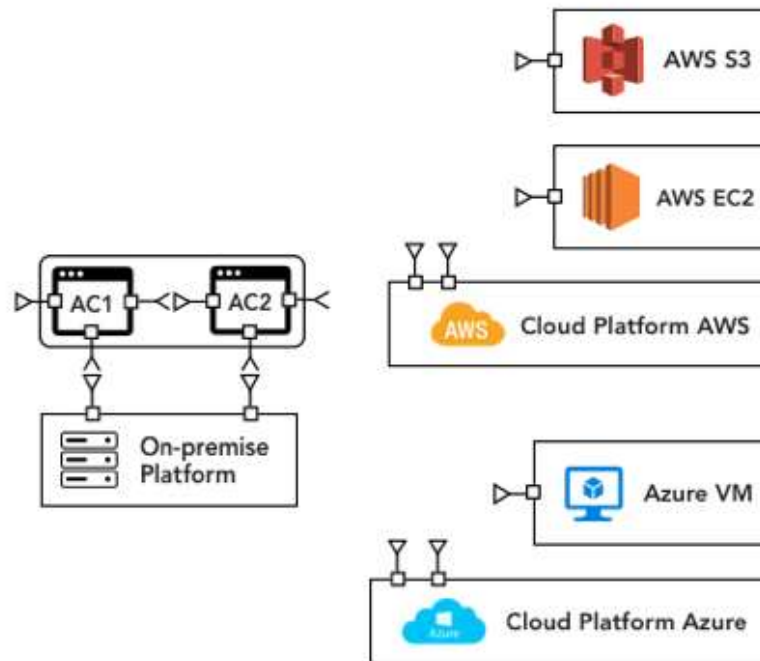 AWS S3
AWS EC2
AC1
AC2
AWS
Cloud Platform AWS
On-premise
Platform
Azure VM
Azure
Cloud Platform Azure